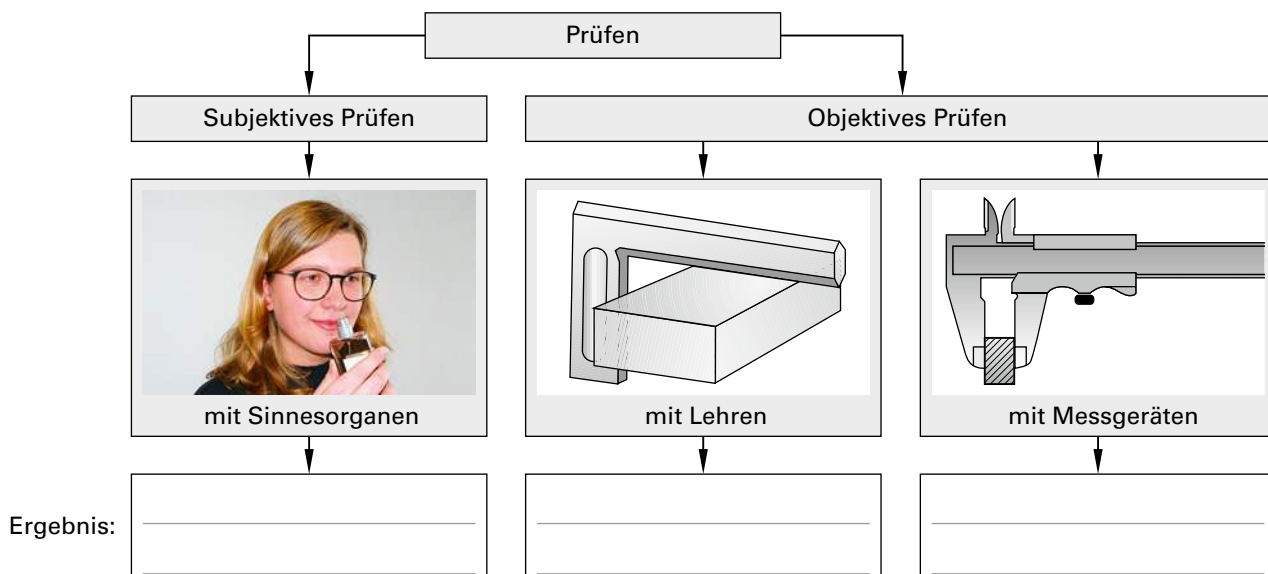 Prüfen
Subjektives Prüfen
Objektives Prüfen
mit Sinnesorganen
mit Lehren
mit Messgeräten
Ergebnis: